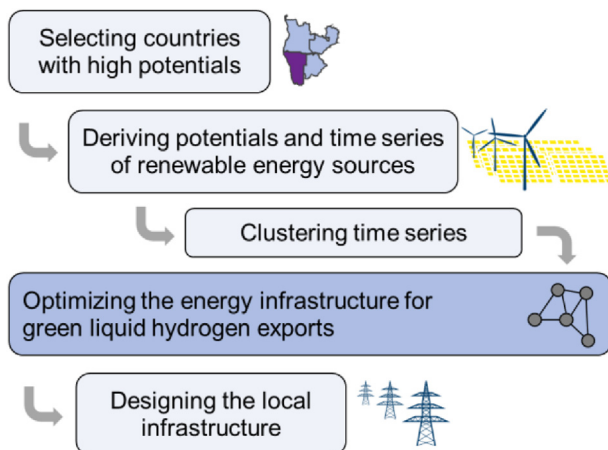 Selecting countries
with high potentials
Deriving potentials and time series
of renewable energy sources
Clustering time series
Optimizing the energy infrastructure for
green liquid hydrogen exports
Designing the local
infrastructure